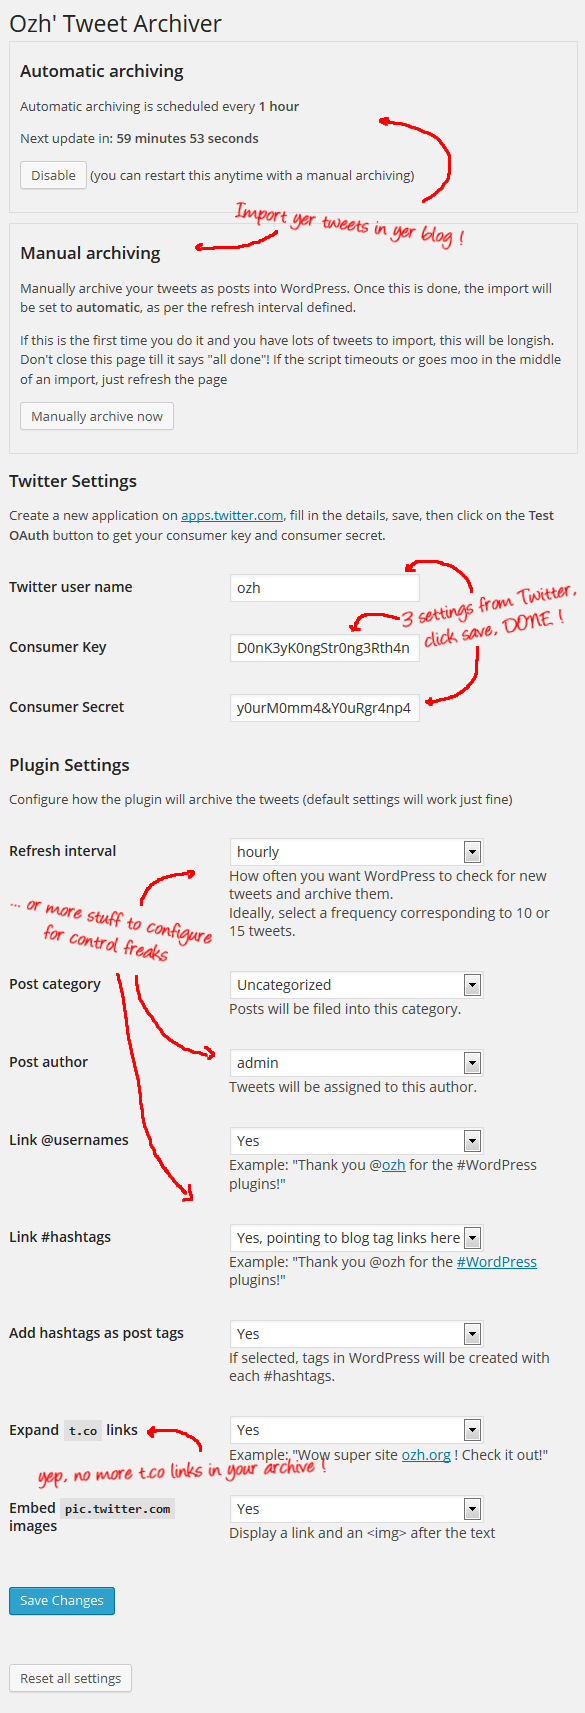 Ozh' Tweet Archiver
Automatic archiving
Automatic archiving is scheduled every 1 hour
Next update in: 59 minutes 53 seconds
Disable (you can restart this anytime with a manual archiving)
Import yer tweets in yer blog !
Manual archiving
Manually archive your tweets as posts into WordPress. Once this is done, the import will
be set to automatic, as per the refresh interval defined.
If this is the first time you do it and you have lots of tweets to import, this will be longish.
Don't close this page till it says "all done"! If the script timeouts or goes moo in the middle
of an import, just refresh the page
Manually archive now
Twitter Settings
Create a new application on apps.twitter.com, fill in the details, save, then click on the Test
OAuth button to get your consumer key and consumer secret.
Twitter user name
ozh
3 settings from Twitter,
click save, DONE !
Consumer Key
D0nK3yK0ngStr0ng3Rth4n
Consumer Secret
y0urM0mm4&Y0uRgr4np4
Plugin Settings
Configure how the plugin will archive the tweets (default settings will work just fine)
Refresh interval
hourly
How often you want WordPress to check for new
tweets and archive them.
Ideally, select a frequency corresponding to 10 or
15 tweets.
... or more stuff to configure
for control freaks
Post category
Uncategorized
Posts will be filed into this category.
Post author
admin
Tweets will be assigned to this author.
Link @usernames
Yes
Example: "Thank you @ozh for the #WordPress
plugins!"
Link #hashtags
Yes, pointing to blog tag links here
Example: "Thank you @ozh for the #WordPress
plugins!"
Add hashtags as post tags
Yes
If selected, tags in WordPress will be created with
each #hashtags.
Expand t.co links
Yes
Example: "Wow super site ozh.org ! Check it out!"
yep, no more t.co links in your archive !
Embed pic.twitter.com
images
Yes
Display a link and an <img> after the text
Save Changes
Reset all settings